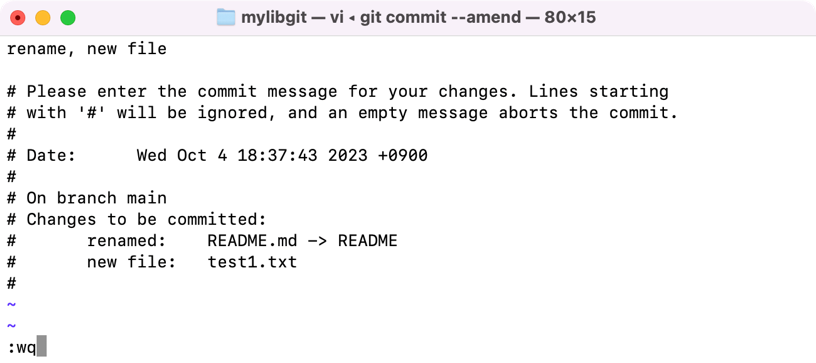 mylibgit — vi ◂ git commit --amend — 80×15
rename, new file
# Please enter the commit message for your changes. Lines starting
# with '#' will be ignored, and an empty message aborts the commit.
#
# Date:      Wed Oct 4 18:37:43 2023 +0900
#
# On branch main
# Changes to be committed:
#       renamed:    README.md -> README
#       new file:   test1.txt
#
~
~
:wq